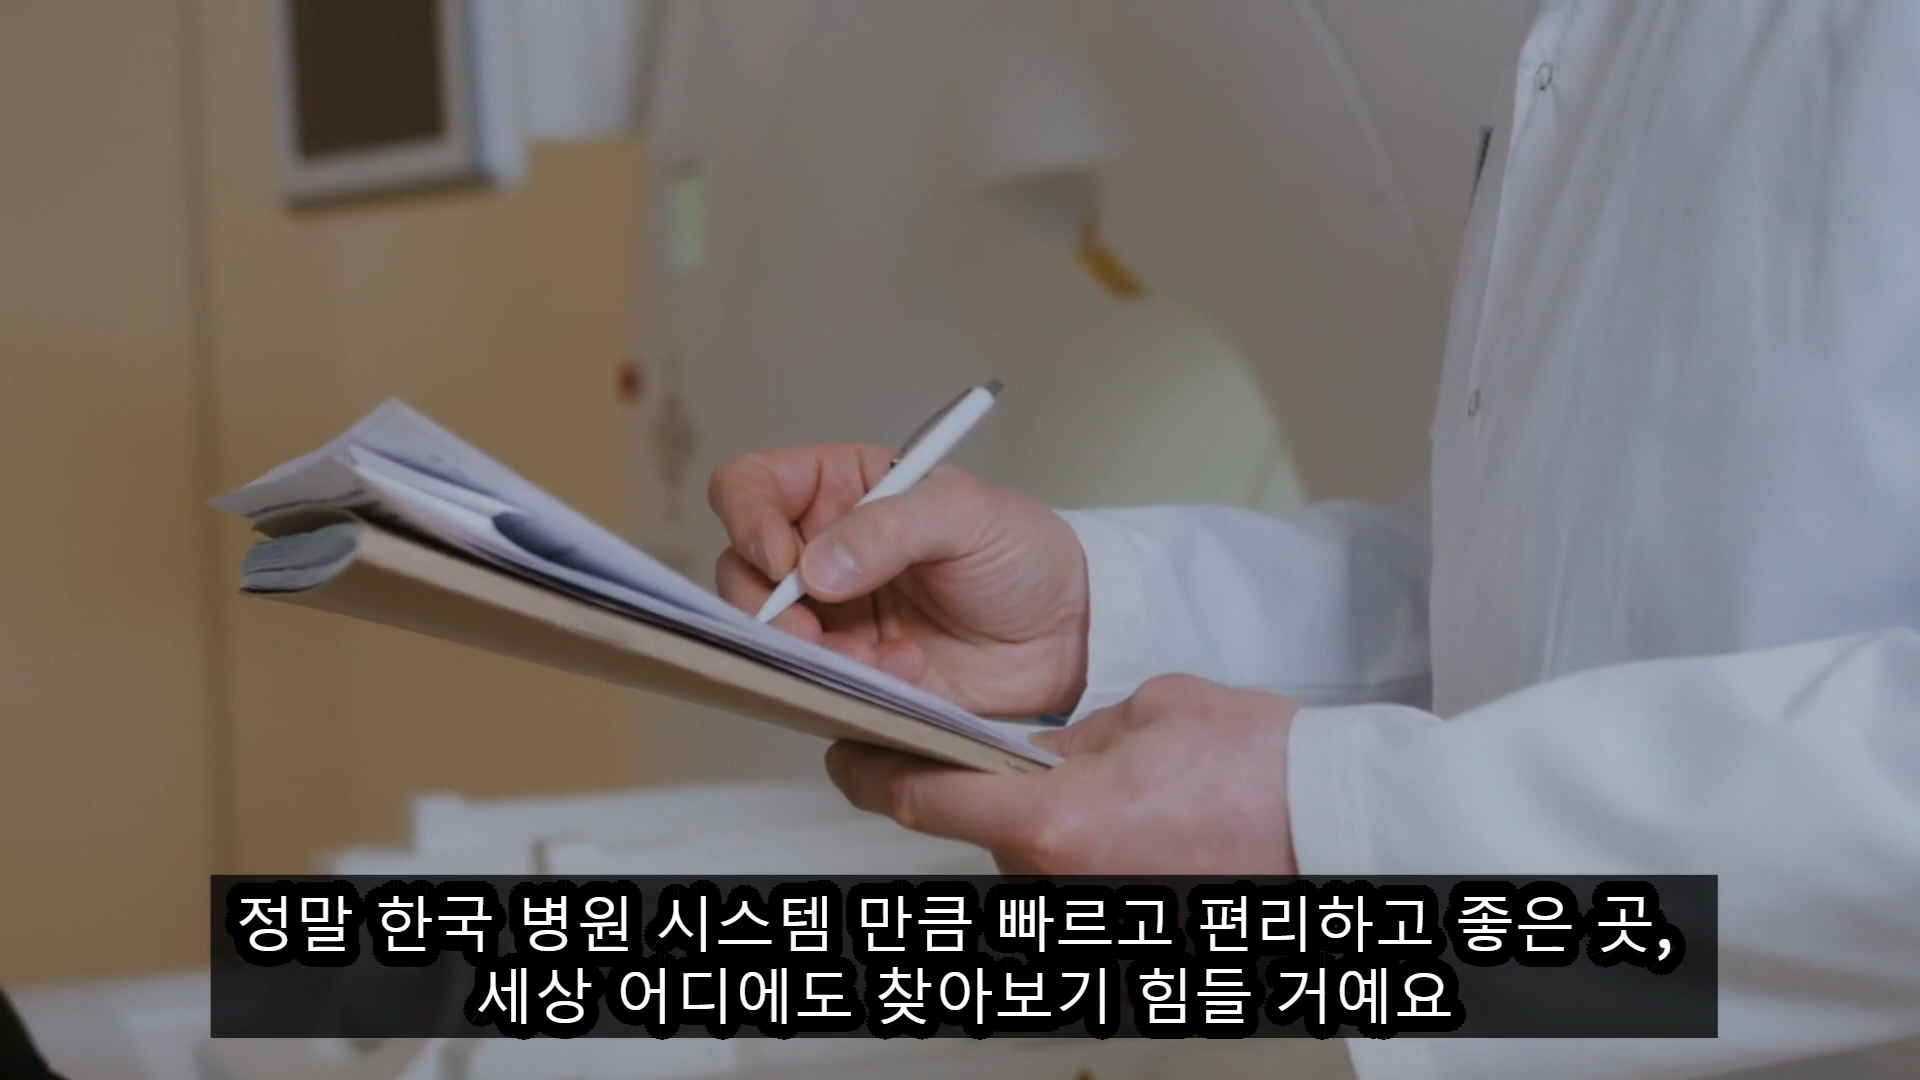 정말 한국 병원 시스템 만큼 빠르고 편리하고 좋은 곳,
세상 어디에도 찾아보기 힘들 거예요